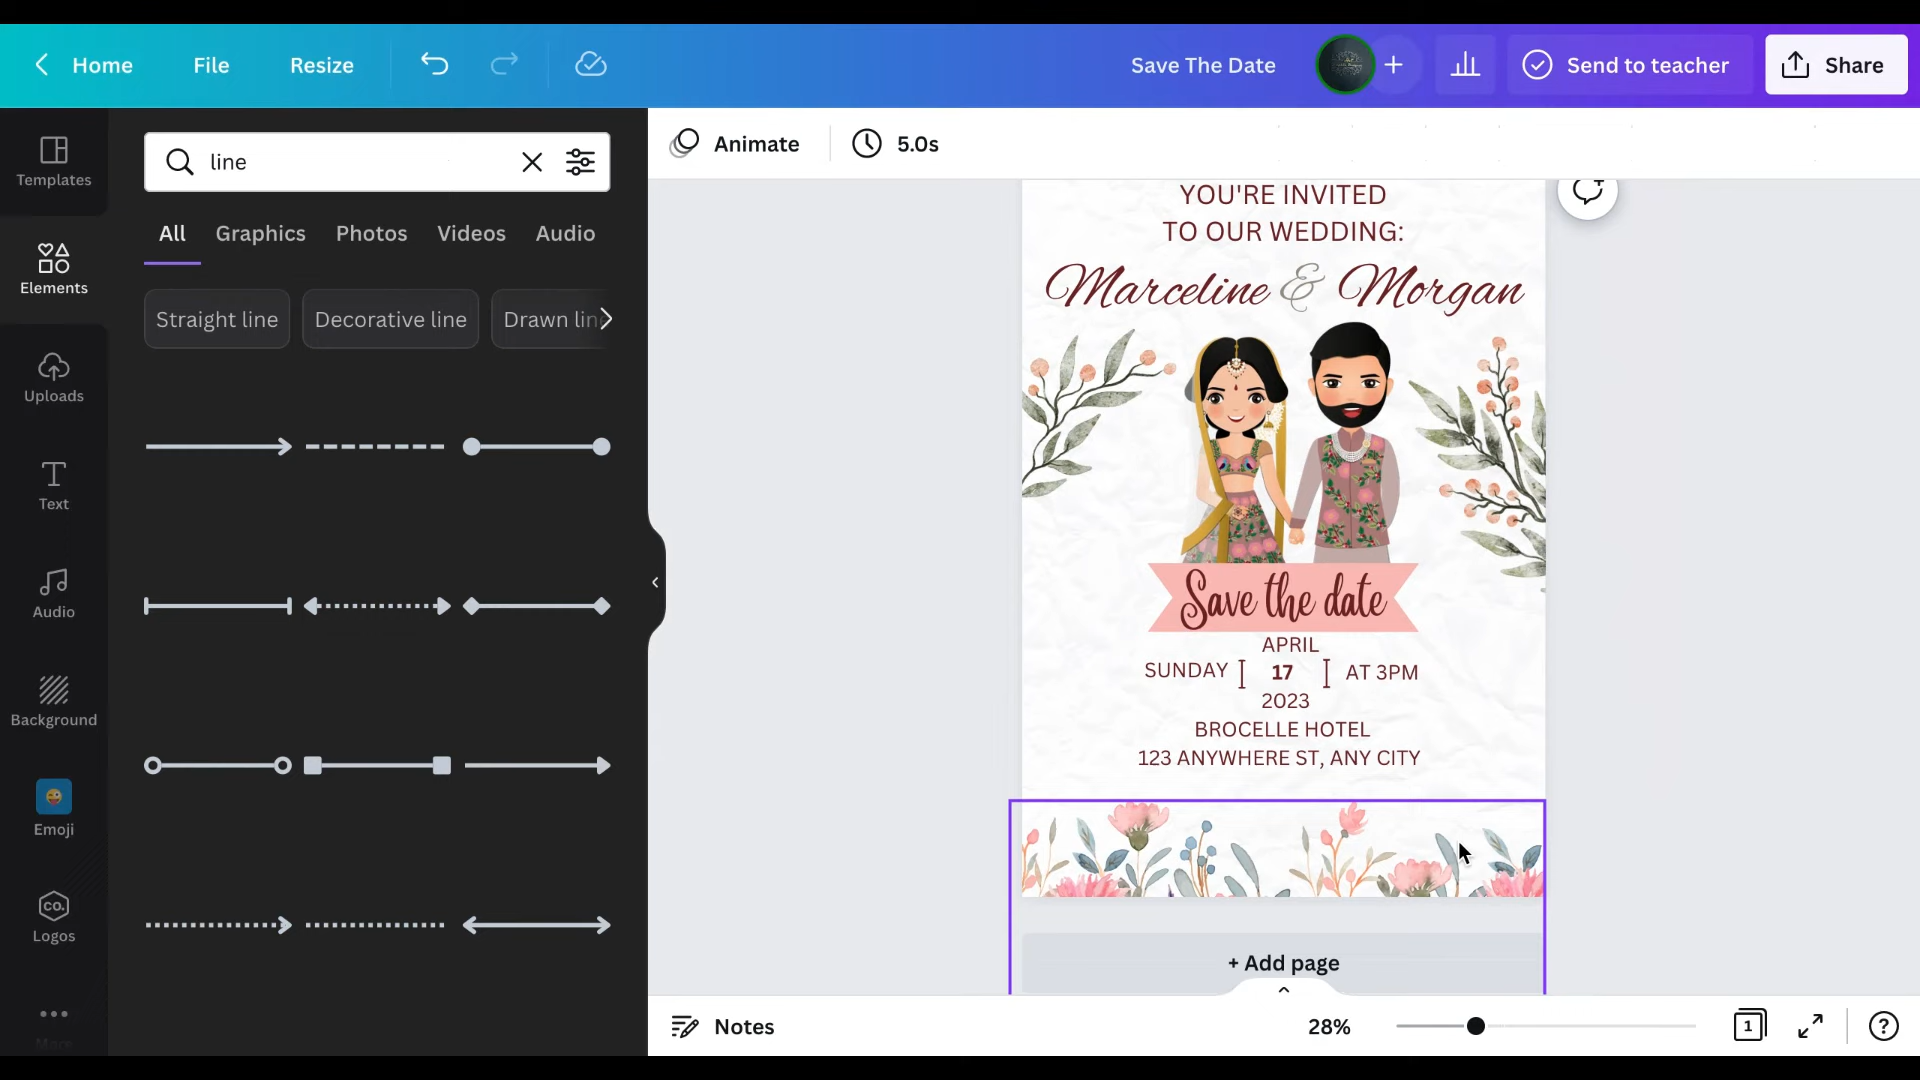 Home File Resize Save The Date + Send to teacher Share
Templates
Elements
Uploads
Text
Audio
Background
Emoji
CO.
Logos
More
line
All Graphics Photos Videos Audio
Straight line Decorative line Drawn line
Animate 5.0s
YOU'RE INVITED
TO OUR WEDDING:
Marceline & Morgan
Save the date
APRIL
SUNDAY 17 AT 3PM
2023
BROCELLE HOTEL
123 ANYWHERE ST, ANY CITY
+ Add page
Notes 28% 1 ?